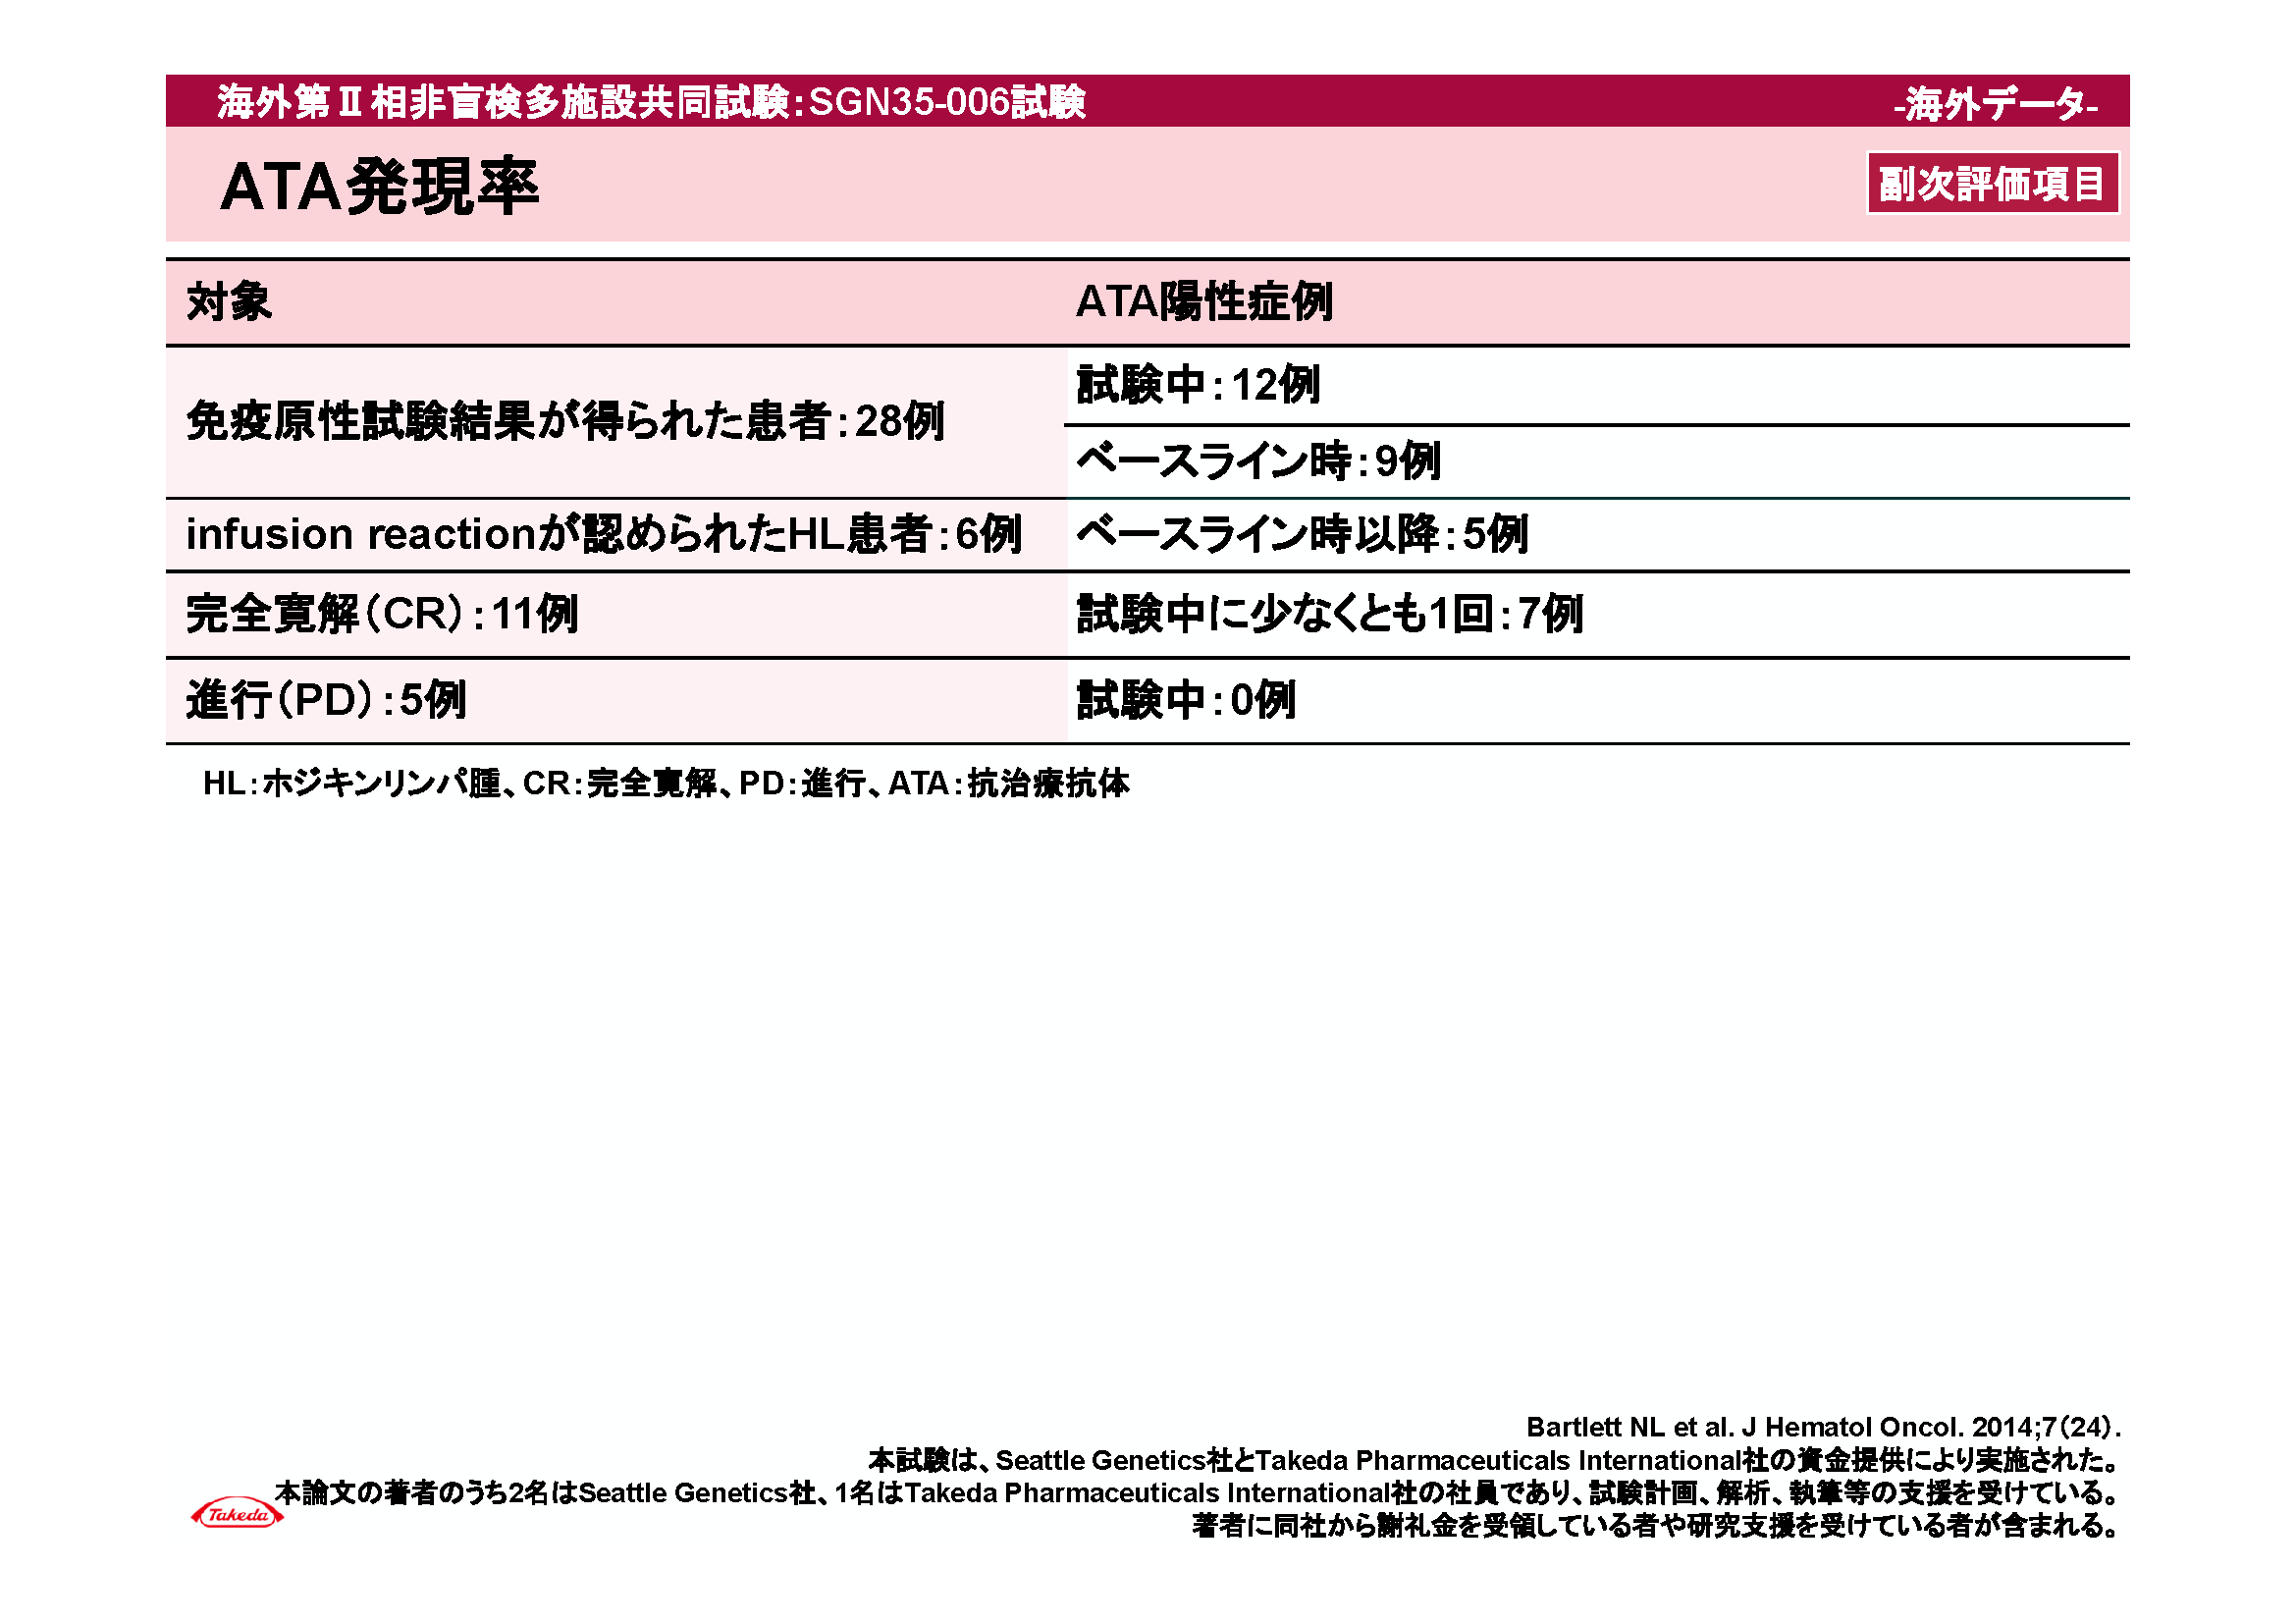 海外第Ⅱ相非盲検多施設共同試験：SGN35-006試験
-海外データ-
ATA発現率
副次評価項目
対象
ATA陽性症例
免疫原性試験結果が得られた患者：28例
試験中：12例
ベースライン時：9例
infusion reactionが認められたHL患者：6例
ベースライン時以降：5例
完全寛解（CR）：11例
試験中に少なくとも1回：7例
進行（PD）：5例
試験中：0例
HL：ホジキンリンパ腫、CR：完全寛解、PD：進行、ATA：抗治療抗体
Bartlett NL et al. J Hematol Oncol. 2014;7（24）.
本試験は、Seattle Genetics社とTakeda Pharmaceuticals International社の資金提供により実施された。
本論文の著者のうち2名はSeattle Genetics社、1名はTakeda Pharmaceuticals International社の社員であり、試験計画、解析、執筆等の支援を受けている。
著者に同社から謝礼金を受領している者や研究支援を受けている者が含まれる。
Takeda